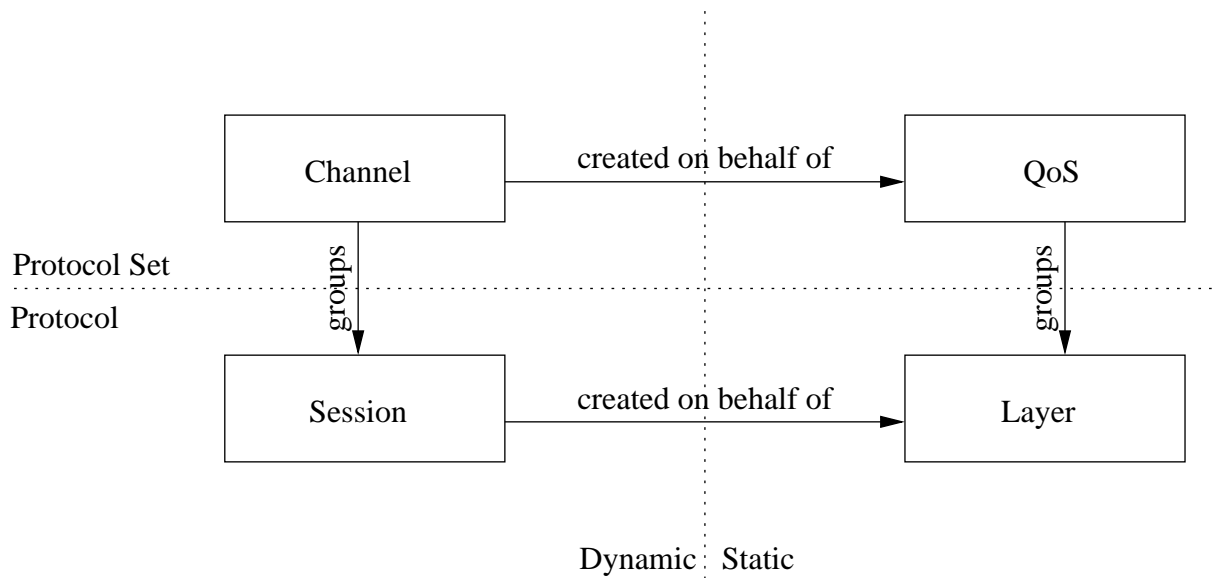 Channel
created on behalf of
QoS
groups
groups
Protocol Set
Protocol
Session
created on behalf of
Layer
Dynamic
Static